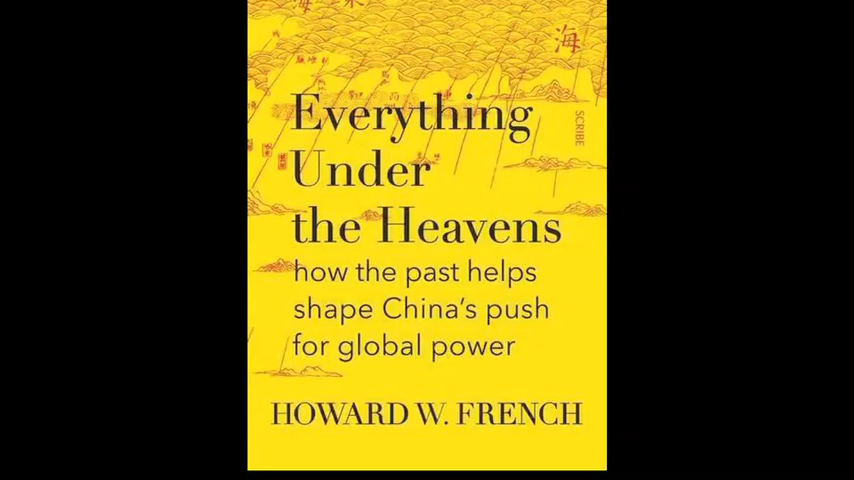 海
Everything
SCRIBE
Under
the Heavens
how the past helps
shape China's push
for global power
HOWARD W. FRENCH